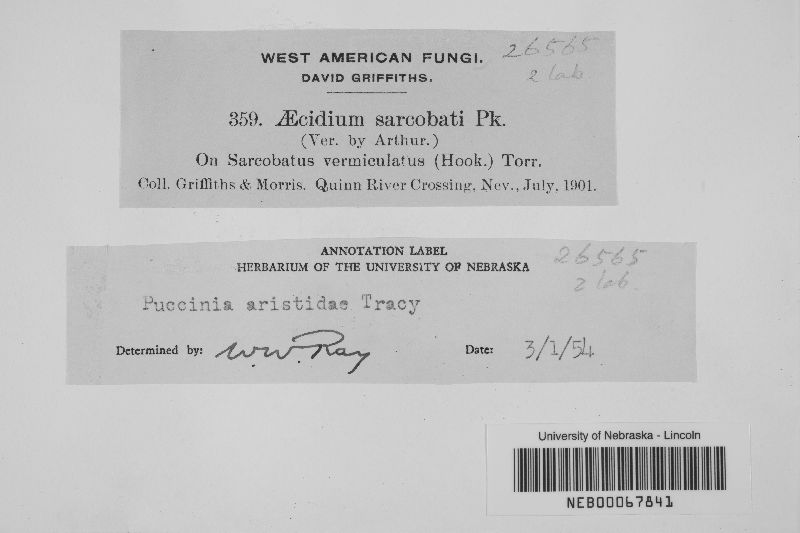 WEST AMERICAN FUNGI.
DAVID GRIFFITHS.
26565
2 lab
359. Æcidium sarcobati Pk.
(Ver. by Arthur.)
On Sarcobatus vermiculatus (Hook.) Torr.
Coll. Griffiths & Morris. Quinn River Crossing, Nev., July, 1901.
ANNOTATION LABEL
HERBARIUM OF THE UNIVERSITY OF NEBRASKA
26565
2 lab.
Puccinia aristidae Tracy
Determined by: W.W. Ray Date: 3/1/54
University of Nebraska - Lincoln
NEB00067841